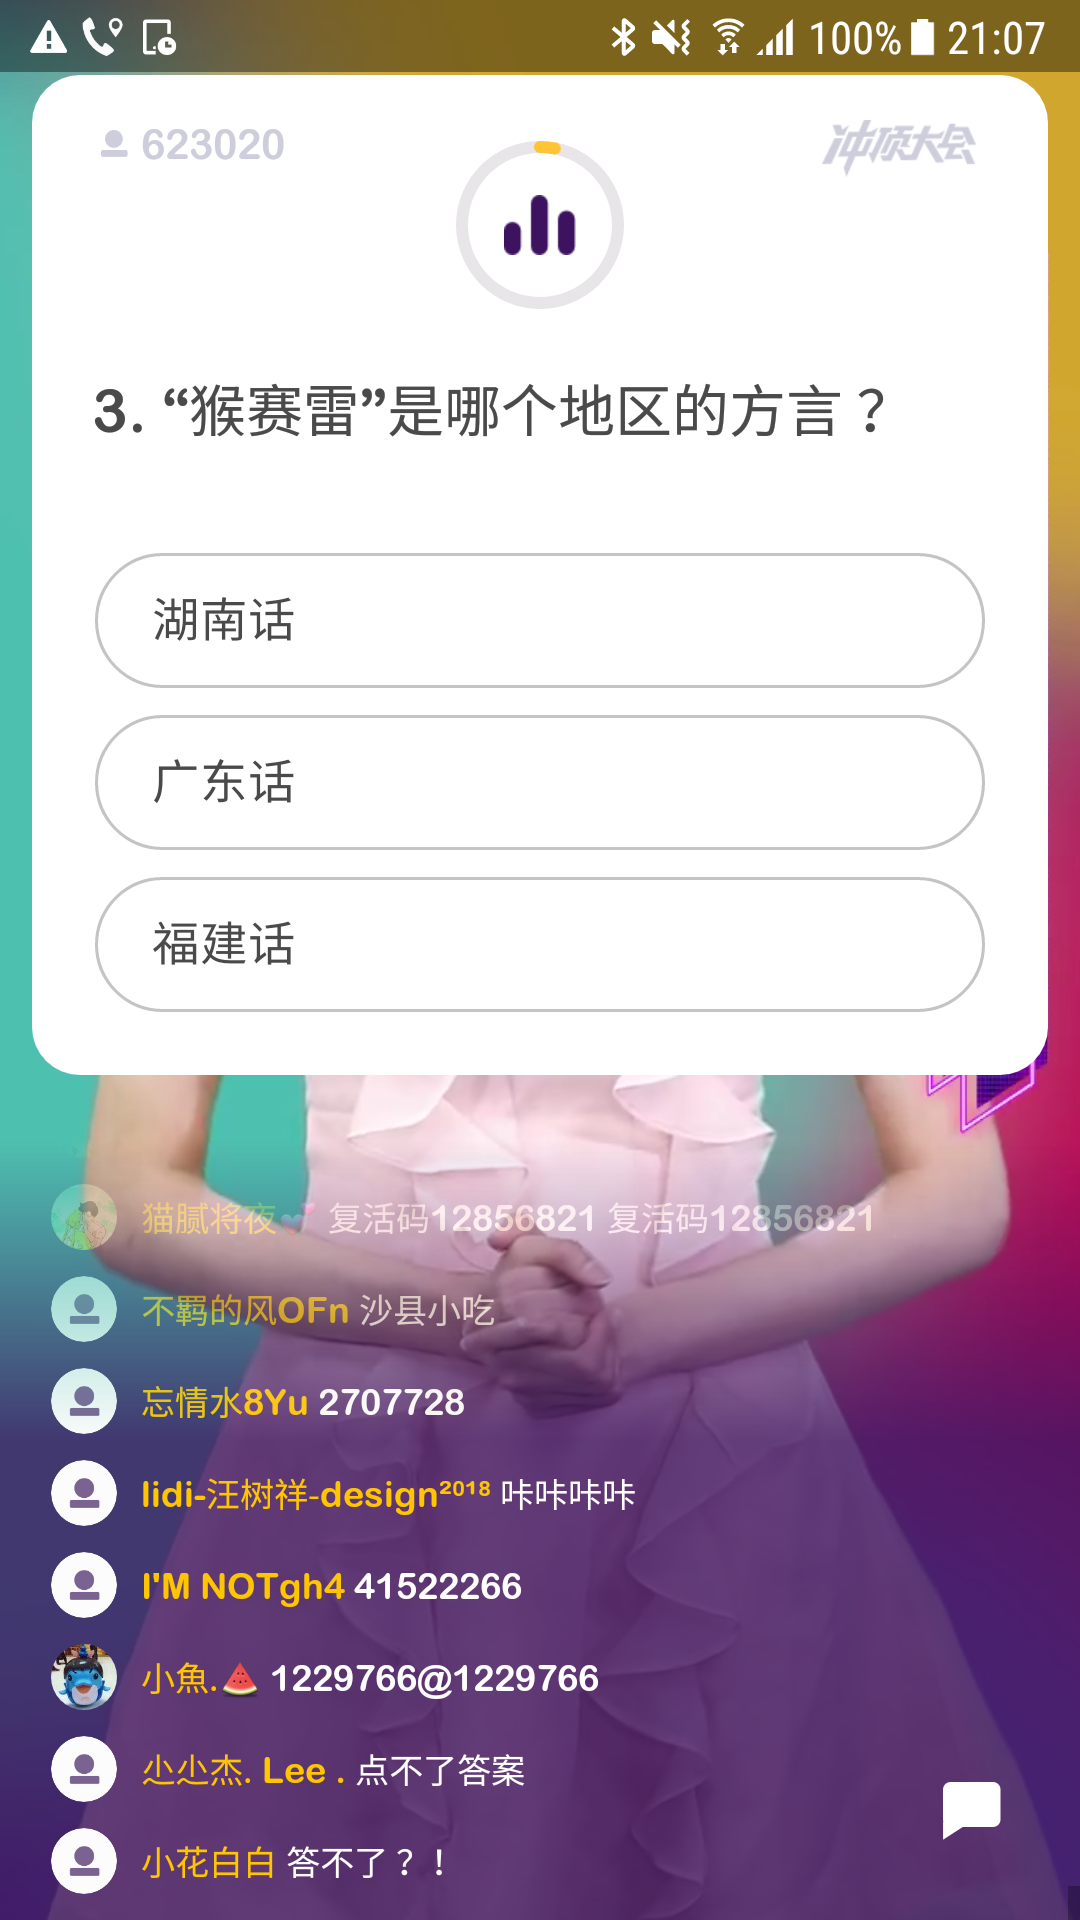 100% 21:07
623020
冲顶大会
3. “猴赛雷”是哪个地区的方言？
湖南话
广东话
福建话
猫腻将夜💘 复活码12856821 复活码12856821
不羁的风OFn 沙县小吃
忘情水8Yu 2707728
lidi-汪树祥-design²⁰¹⁸ 咔咔咔咔
I'M NOTgh4 41522266
小魚.🍉 1229766@1229766
尐尐杰. Lee . 点不了答案
小花白白 答不了？！